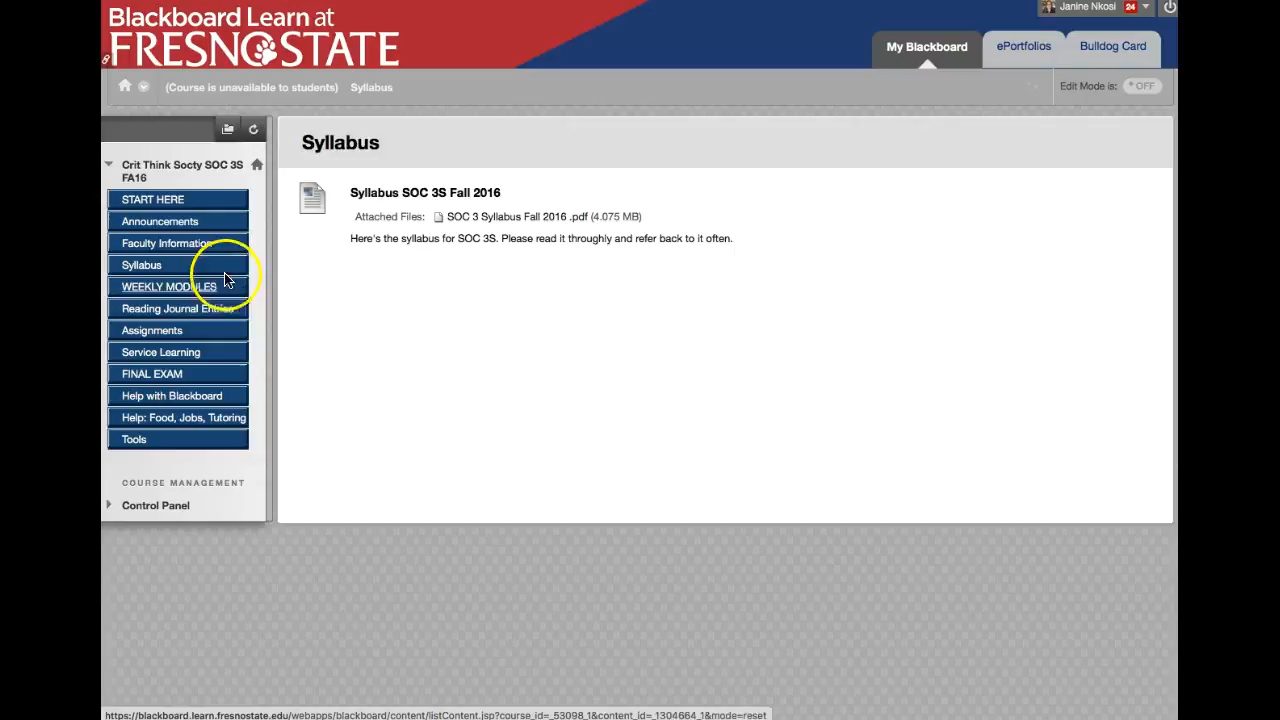 Blackboard Learn at
FRESNO STATE
Janine Nkosi 24
My Blackboard
ePortfolios
Bulldog Card
(Course is unavailable to students) Syllabus
Edit Mode is: OFF
Crit Think Socty SOC 3S
FA16
START HERE
Announcements
Faculty Information
Syllabus
WEEKLY MODULES
Reading Journal Entries
Assignments
Service Learning
FINAL EXAM
Help with Blackboard
Help: Food, Jobs, Tutoring
Tools
COURSE MANAGEMENT
Control Panel
Syllabus
Syllabus SOC 3S Fall 2016
Attached Files: SOC 3 Syllabus Fall 2016 .pdf (4.075 MB)
Here's the syllabus for SOC 3S. Please read it throughly and refer back to it often.
https://blackboard.learn.fresnostate.edu/webapps/blackboard/content/listContent.jsp?course_id=_53098_1&content_id=_1304664_1&mode=reset